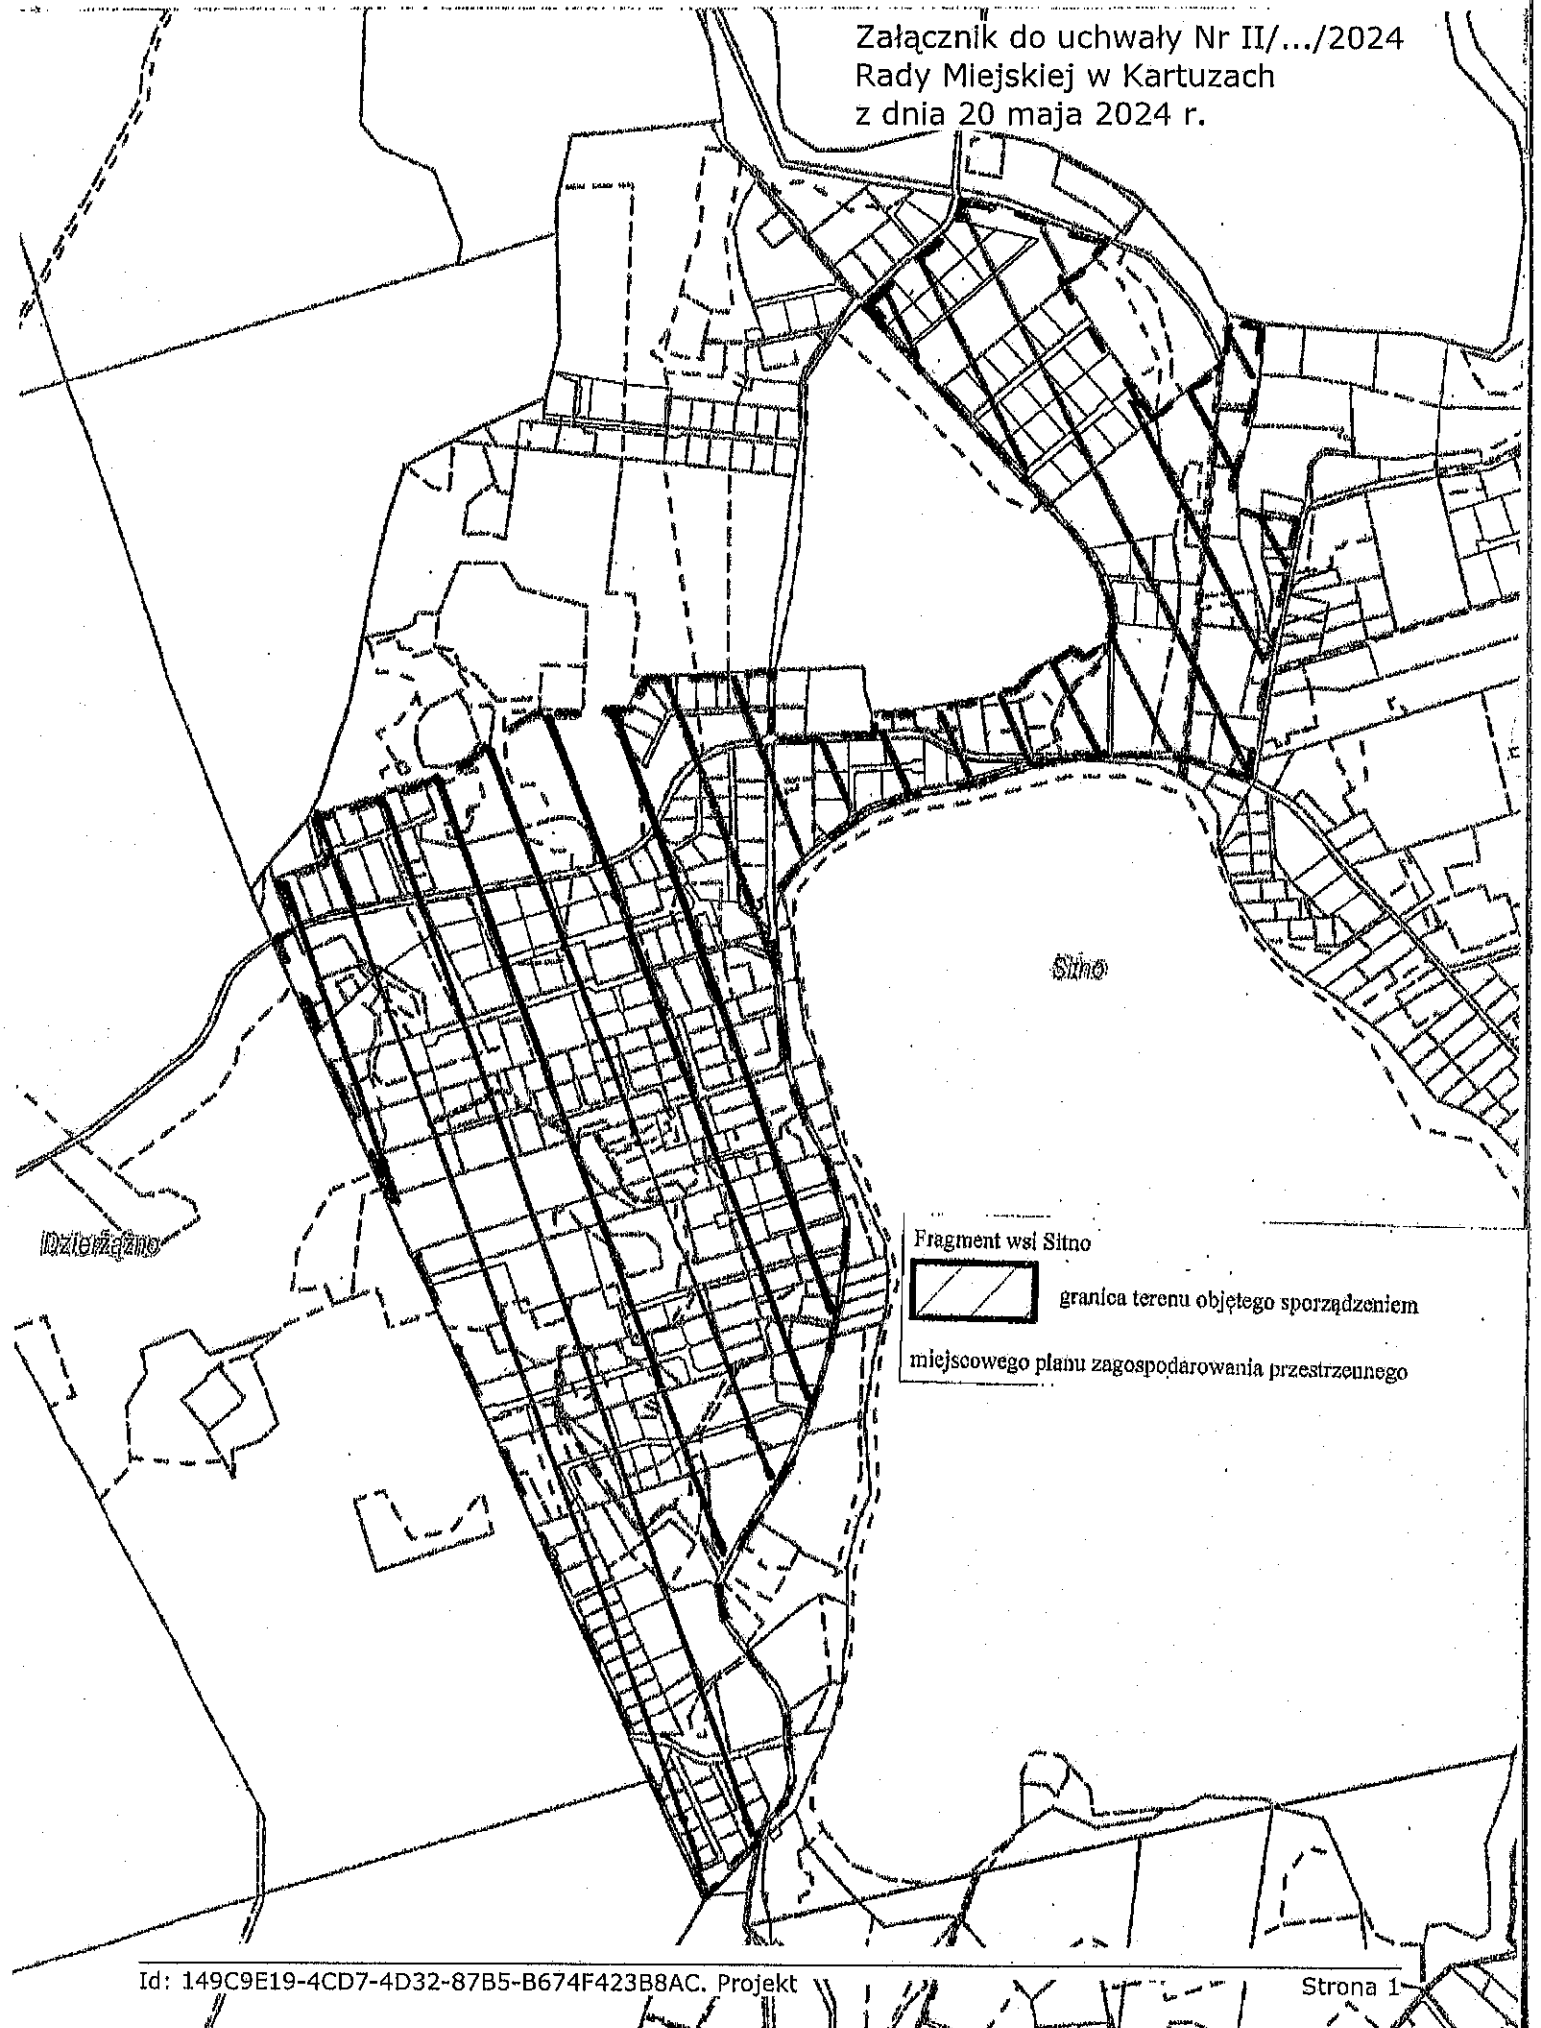 Załącznik do uchwały Nr II/.../2024
Rady Miejskiej w Kartuzach
z dnia 20 maja 2024 r.
Sitno
Dzierżążno
Fragment wsi Sitno
granica terenu objętego sporządzeniem
miejscowego planu zagospodarowania przestrzennego
Id: 149C9E19-4CD7-4D32-87B5-B674F423B8AC. Projekt
Strona 1